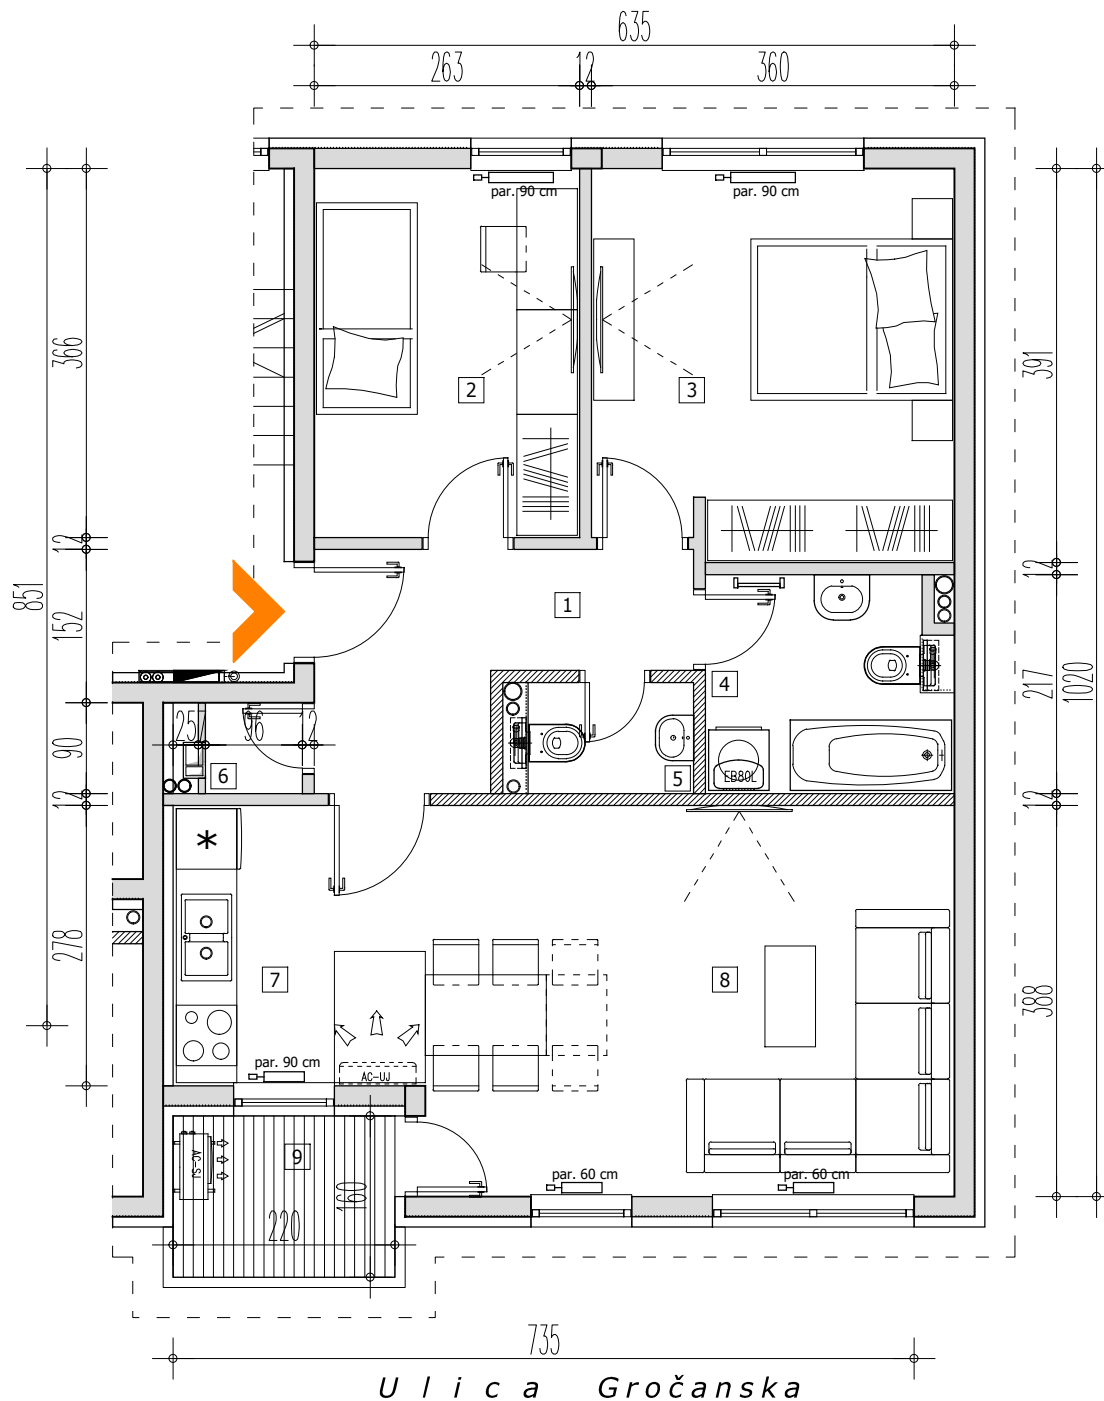 635
263 12 360
par. 90 cm par. 90 cm
366 391
2 3
12 12
851 152 1 217 1020
4
25 96 12
90 6 5 EB80L
12 12
*
278 7 8 388
par. 90 cm
AC-UJ
9
AC-SJ
160
220
par. 60 cm par. 60 cm
735
Ulica Gročanska